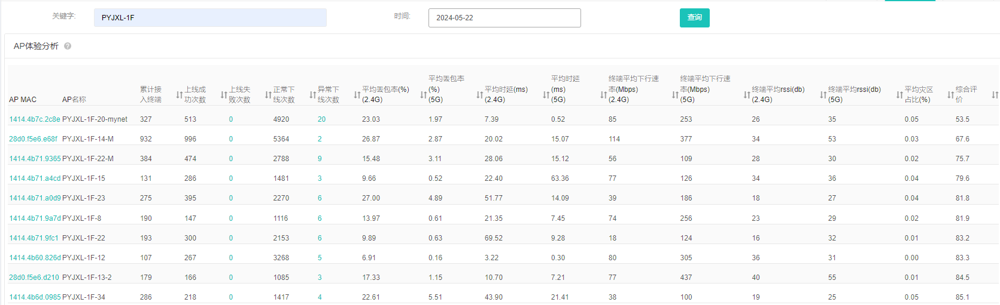 关键字: PYJXL-1F 时间: 2024-05-22 查询
AP体验分析 ?
AP MAC AP名称 累计接入终端 上线成功次数 上线失败次数 正常下线次数 异常下线次数 平均丢包率(%)(2.4G) 平均丢包率(%)(5G) 平均时延(ms)(2.4G) 平均时延(ms)(5G) 终端平均下行速率(Mbps)(2.4G) 终端平均下行速率(Mbps)(5G) 终端平均rssi(db)(2.4G) 终端平均rssi(db)(5G) 平均灾区占比(%) 综合评价
1414.4b7c.2c8e PYJXL-1F-20-mynet 327 513 0 4920 20 23.03 1.97 7.39 0.52 85 253 26 35 0.05 53.5
28d0.f5e6.e68f PYJXL-1F-14-M 932 996 0 5364 2 26.87 2.87 20.02 15.07 114 377 34 53 0.03 67.6
1414.4b71.9365 PYJXL-1F-22-M 384 474 0 2788 9 15.48 3.11 28.06 15.12 56 109 28 30 0.02 75.7
1414.4b71.a4cd PYJXL-1F-15 131 286 0 1481 3 9.66 0.52 22.40 63.36 77 126 34 36 0.04 79.6
1414.4b71.a0d9 PYJXL-1F-23 275 395 0 2270 6 27.00 4.89 51.77 14.09 39 186 18 27 0.04 81.8
1414.4b71.9a7d PYJXL-1F-8 190 147 0 1116 6 13.97 0.61 21.35 7.45 74 256 23 29 0.02 81.9
1414.4b71.9fc1 PYJXL-1F-22 193 300 0 2153 6 9.89 0.63 69.52 9.28 18 124 16 32 0.01 83.2
1414.4b60.826d PYJXL-1F-12 107 267 0 3268 5 6.91 0.16 3.22 0.30 80 305 36 31 0.00 83.3
28d0.f5e6.d210 PYJXL-1F-13-2 179 166 0 1085 3 17.33 1.15 10.70 7.21 77 437 40 55 0.01 84.5
1414.4b6d.0985 PYJXL-1F-34 286 218 0 1417 4 22.61 5.51 43.90 21.41 38 100 19 25 0.05 85.1